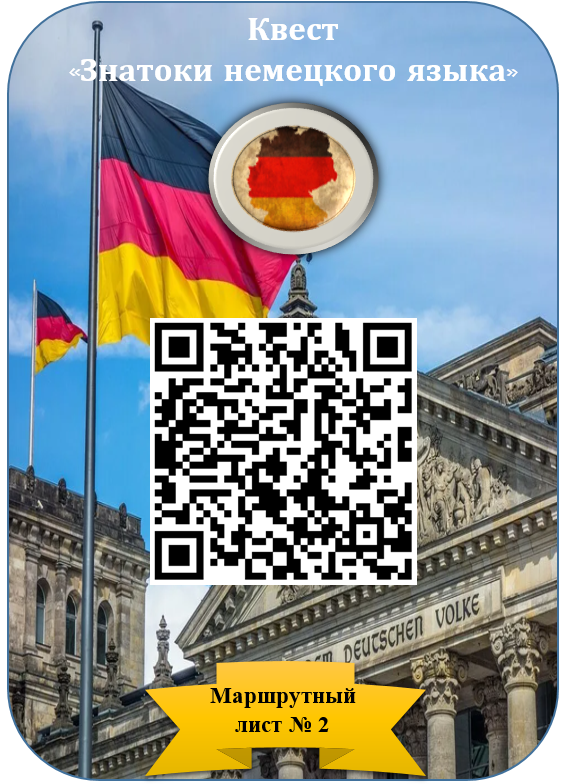 Квест
«Знатоки немецкого языка»
DEM DEUTSCHEN VOLKE
Маршрутный
лист № 2